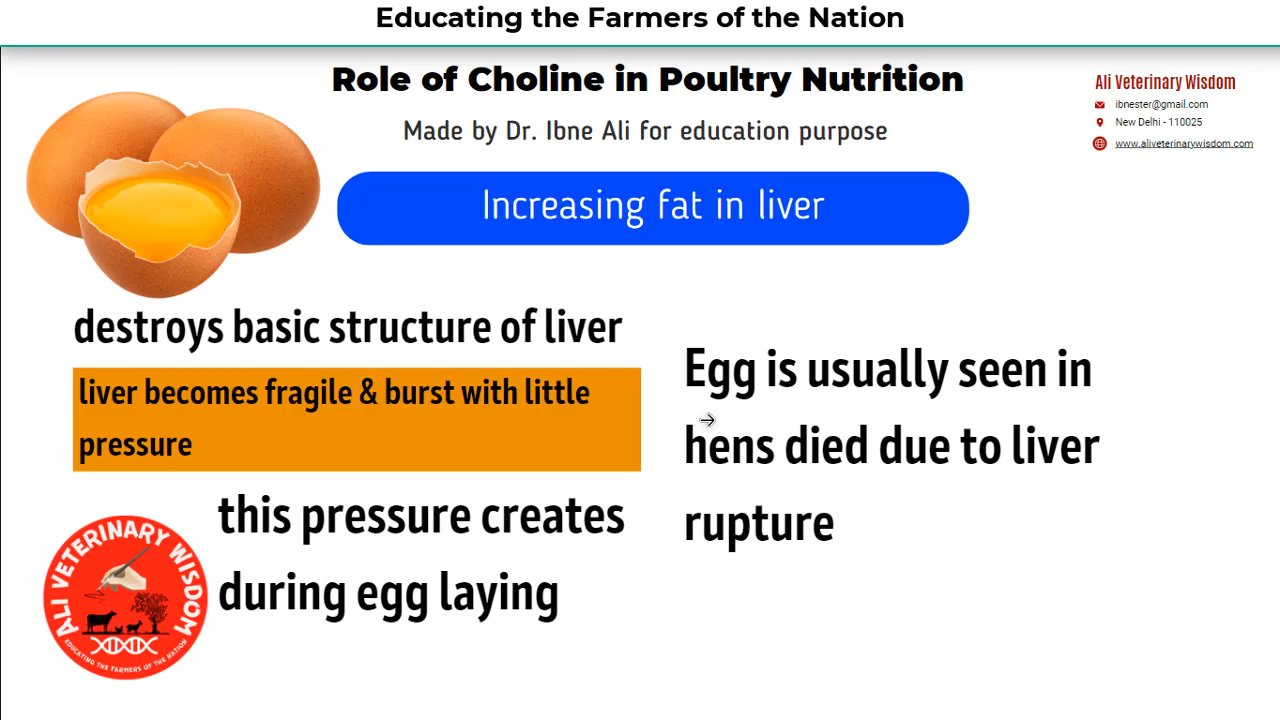 Educating the Farmers of the Nation
Role of Choline in Poultry Nutrition
Made by Dr. Ibne Ali for education purpose
Ali Veterinary Wisdom
ibnester@gmail.com
New Delhi - 110025
www.aliveterinarywisdom.com
Increasing fat in liver
destroys basic structure of liver
liver becomes fragile & burst with little
pressure
this pressure creates
during egg laying
Egg is usually seen in
hens died due to liver
rupture
ALI VETERINARY WISDOM
EDUCATING THE FARMERS OF THE NATION